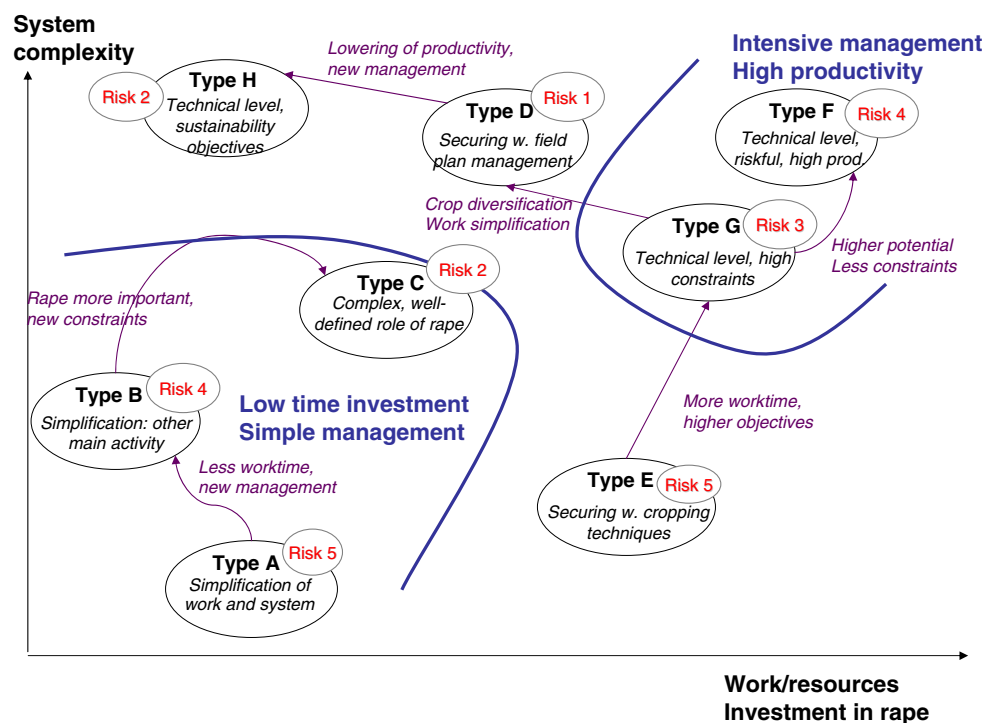 System
complexity
Lowering of productivity,
new management
Intensive management
High productivity
Type H
Risk 2
Technical level,
sustainability
objectives
Type D
Risk 1
Securing w. field
plan management
Type F
Risk 4
Technical level,
riskful, high prod.
Crop diversification
Work simplification
Type G
Risk 3
Technical level, high
constraints
Higher potential
Less constraints
Rape more important,
new constraints
Type C
Risk 2
Complex, well-
defined role of rape
Type B
Risk 4
Simplification: other
main activity
Low time investment
Simple management
More worktime,
higher objectives
Less worktime,
new management
Type E
Risk 5
Securing w. cropping
techniques
Type A
Risk 5
Simplification of
work and system
Work/resources
Investment in rape